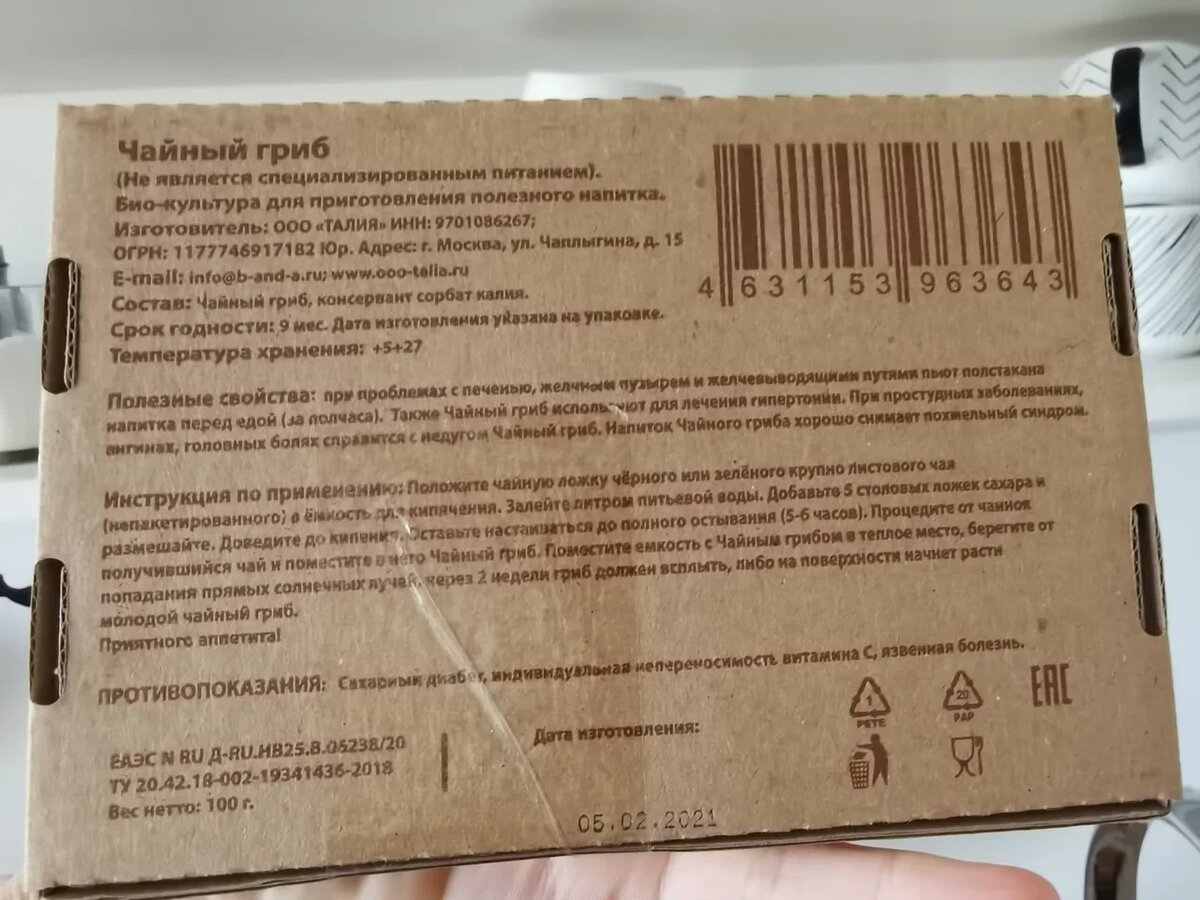 Чайный гриб
(Не является специализированным питанием).
Био-культура для приготовления полезного напитка.
Изготовитель: ООО «ТАЛИЯ» ИНН: 9701086267;
ОГРН: 1177746917182 Юр. Адрес: г. Москва, ул. Чаплыгина, д. 15
E-mail: info@b-and-a.ru; www.ooo-talia.ru
Состав: Чайный гриб, консервант сорбат калия.
Срок годности: 9 мес. Дата изготовления указана на упаковке.
Температура хранения: +5+27
4 631153 963643
Полезные свойства: при проблемах с печенью, желчным пузырем и желчевыводящими путями пьют полстакана
напитка перед едой (за полчаса). Также Чайный гриб используют для лечения гипертонии. При простудных заболеваниях,
ангинах, головных болях справится с недугом Чайный гриб. Напиток Чайного гриба хорошо снимает похмельный синдром.
Инструкция по применению: Положите чайную ложку чёрного или зелёного крупно листового чая
(непакетированного) в ёмкость для кипячения. Залейте литром питьевой воды. Добавьте 5 столовых ложек сахара и
размешайте. Доведите до кипения. Оставьте настаиваться до полного остывания (5-6 часов). Процедите от чаинок
получившийся чай и поместите в него Чайный гриб. Поместите емкость с Чайным грибом в теплое место, берегите от
попадания прямых солнечных лучай, через 2 недели гриб должен всплыть, либо на поверхности начнет расти
молодой чайный гриб.
Приятного аппетита!
ПРОТИВОПОКАЗАНИЯ: Сахарный диабет, индивидуальная непереносимость витамина С, язвенная болезнь.
1
PETE
20
PAP
EAC
ЕАЭС N RU Д-RU.НВ25.В.05238/20
ТУ 20.42.18-002-19341436-2018
Вес нетто: 100 г.
Дата изготовления:
05.02.2021